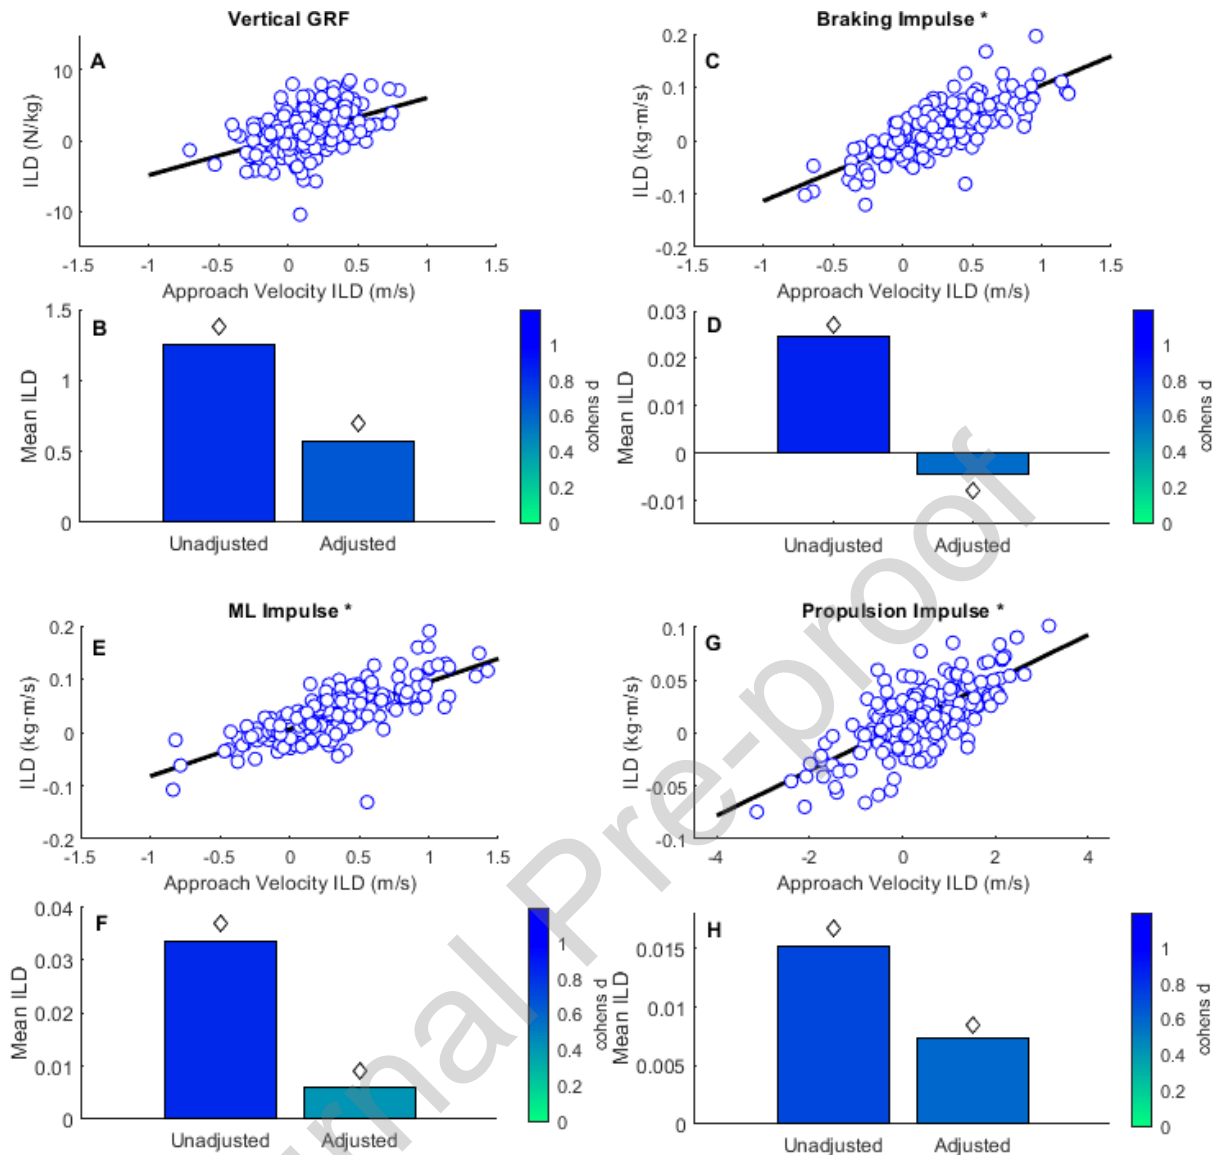 Vertical GRF
A
ILD (N/kg)
10
0
-10
-1.5 -1 -0.5 0 0.5 1 1.5
Approach Velocity ILD (m/s)
Braking Impulse *
C
ILD (kg·m/s)
0.2
0.1
0
-0.1
-0.2
-1.5 -1 -0.5 0 0.5 1 1.5
Approach Velocity ILD (m/s)
B
Mean ILD
1.5
1
0.5
0
Unadjusted Adjusted
1
0.8
0.6
0.4
0.2
0
cohens d
D
Mean ILD
0.03
0.02
0.01
0
-0.01
Unadjusted Adjusted
1
0.8
0.6
0.4
0.2
0
cohens d
ML Impulse *
E
ILD (kg·m/s)
0.2
0.1
0
-0.1
-0.2
-1.5 -1 -0.5 0 0.5 1 1.5
Approach Velocity ILD (m/s)
Propulsion Impulse *
G
ILD (kg·m/s)
0.1
0.05
0
-0.05
-0.1
-4 -2 0 2 4
Approach Velocity ILD (m/s)
F
Mean ILD
0.04
0.03
0.02
0.01
0
Unadjusted Adjusted
1
0.8
0.6
0.4
0.2
0
cohens d
H
Mean ILD
0.015
0.01
0.005
0
Unadjusted Adjusted
1
0.8
0.6
0.4
0.2
0
cohens d
rnal Pre-proof